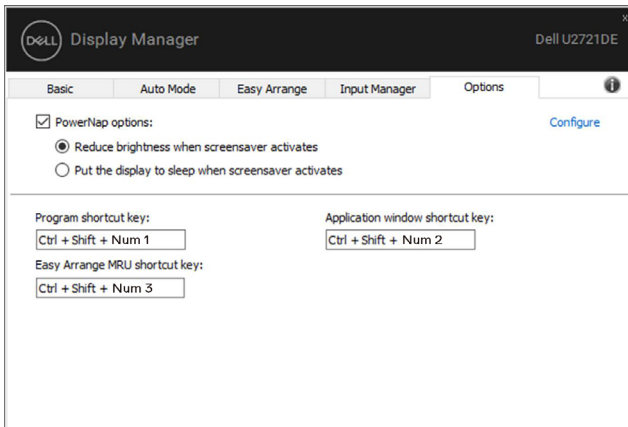 DELL Display Manager
Dell U2721DE
x
Basic Auto Mode Easy Arrange Input Manager Options i
PowerNap options:
Configure
Reduce brightness when screensaver activates
Put the display to sleep when screensaver activates
Program shortcut key:
Application window shortcut key:
Ctrl + Shift + Num 1
Ctrl + Shift + Num 2
Easy Arrange MRU shortcut key:
Ctrl + Shift + Num 3